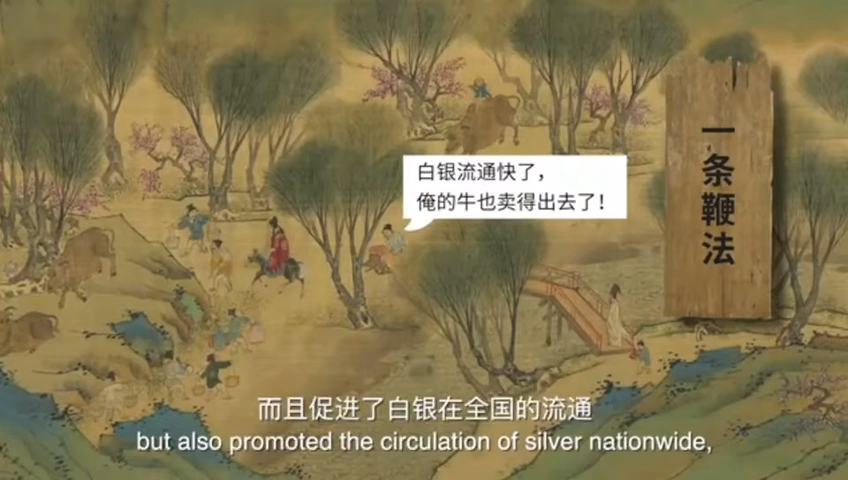 白银流通快了，
俺的牛也卖得出去了！
一条鞭法
而且促进了白银在全国的流通
but also promoted the circulation of silver nationwide,